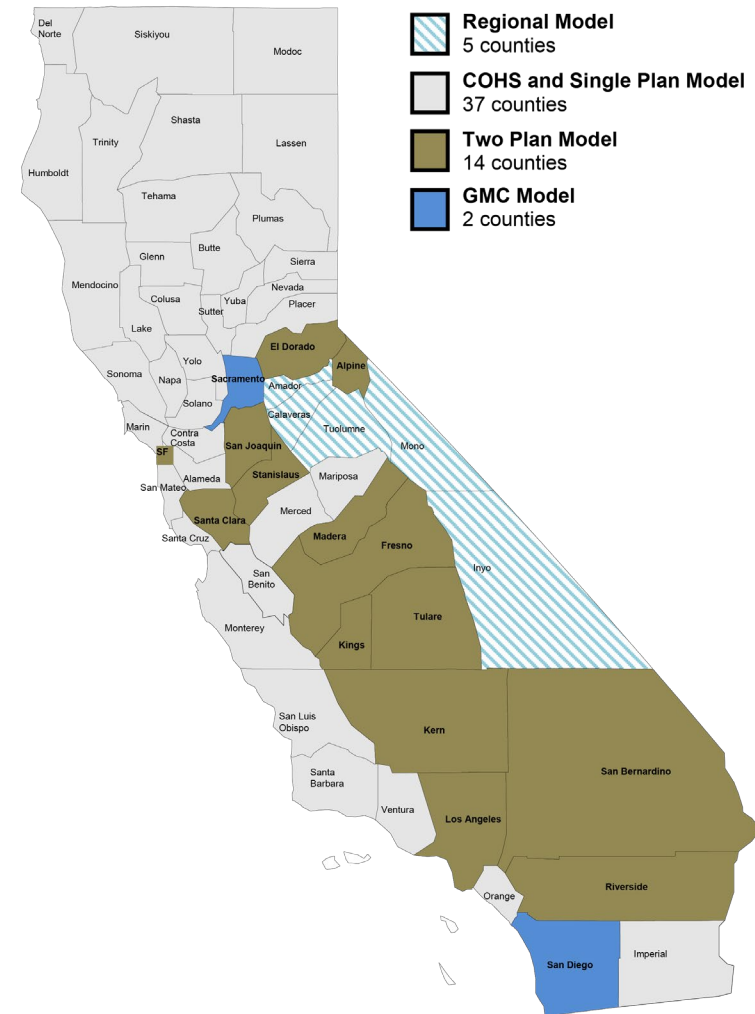 Regional Model
5 counties
COHS and Single Plan Model
37 counties
Two Plan Model
14 counties
GMC Model
2 counties
Del
Norte
Siskiyou
Modoc
Shasta
Trinity
Lassen
Humboldt
Tehama
Plumas
Butte
Glenn
Sierra
Mendocino
Nevada
Colusa
Yuba
Placer
Sutter
Lake
El Dorado
Yolo
Alpine
Sonoma
Napa
Sacramento
Amador
Solano
Calaveras
Marin
Contra
Costa
Tuolumne
San Joaquin
Mono
SF
Stanislaus
Mariposa
Alameda
San Mateo
Merced
Santa Clara
Madera
Santa Cruz
Fresno
Inyo
San
Benito
Tulare
Monterey
Kings
San Luis
Obispo
Kern
San Bernardino
Santa
Barbara
Ventura
Los Angeles
Riverside
Orange
Imperial
San Diego